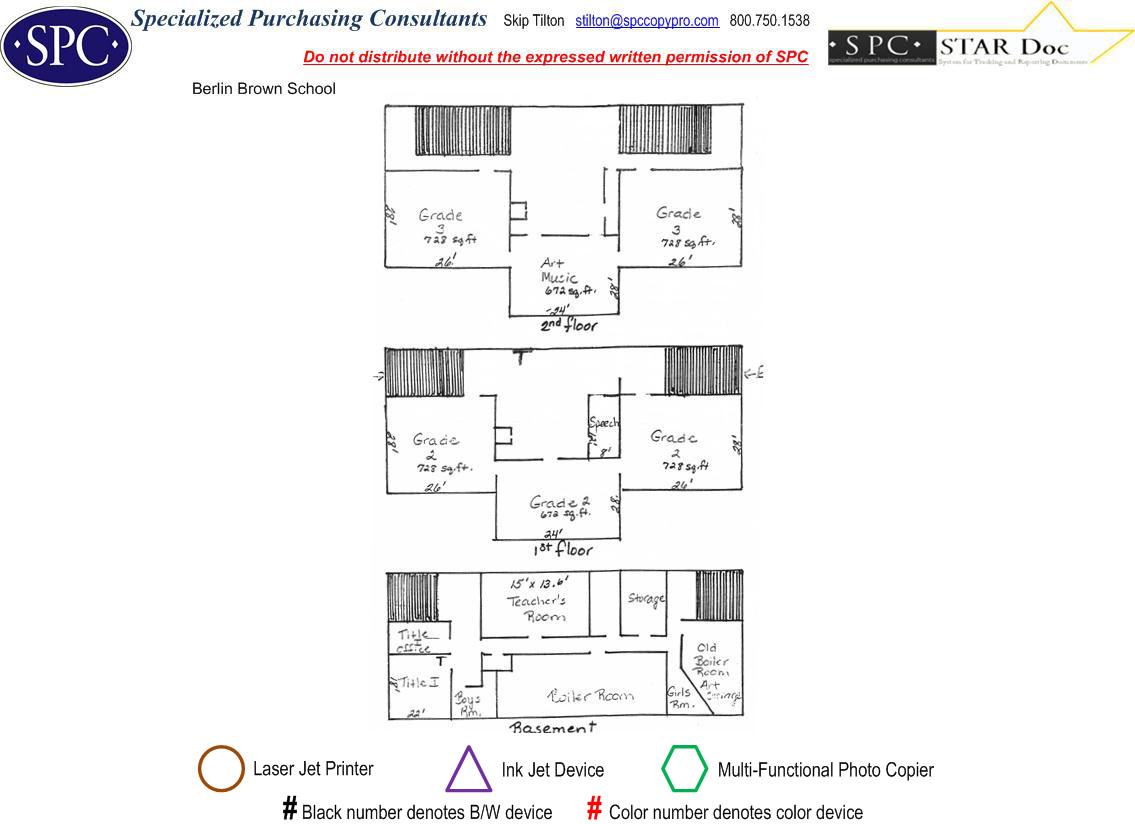 SPC
Specialized Purchasing Consultants Skip Tilton stilton@spccopypro.com 800.750.1538
SPC STAR Doc
specialized purchasing consultants System for Tracking and Reporting Documents
Do not distribute without the expressed written permission of SPC
Berlin Brown School
Grade
3
728 sq.ft
28'
26'
Grade
3
728 sq.ft.
28'
26'
Art
Music
672 sq.ft.
28'
24'
2nd floor
T
E
Grade
2
728 sq.ft.
28'
26'
Speech
8'
Grade
2
728 sq.ft
28'
26'
Grade 2
672 sq.ft.
28'
24'
1st floor
15' x 13.6'
Teacher's
Room
Storage
Title
I
office
T
Title I
22'
Boys
Rm.
Boiler Room
Girls
Rm.
Old
Boiler
Room
Art
Storage
Basement
Laser Jet Printer
Ink Jet Device
Multi-Functional Photo Copier
# Black number denotes B/W device
# Color number denotes color device